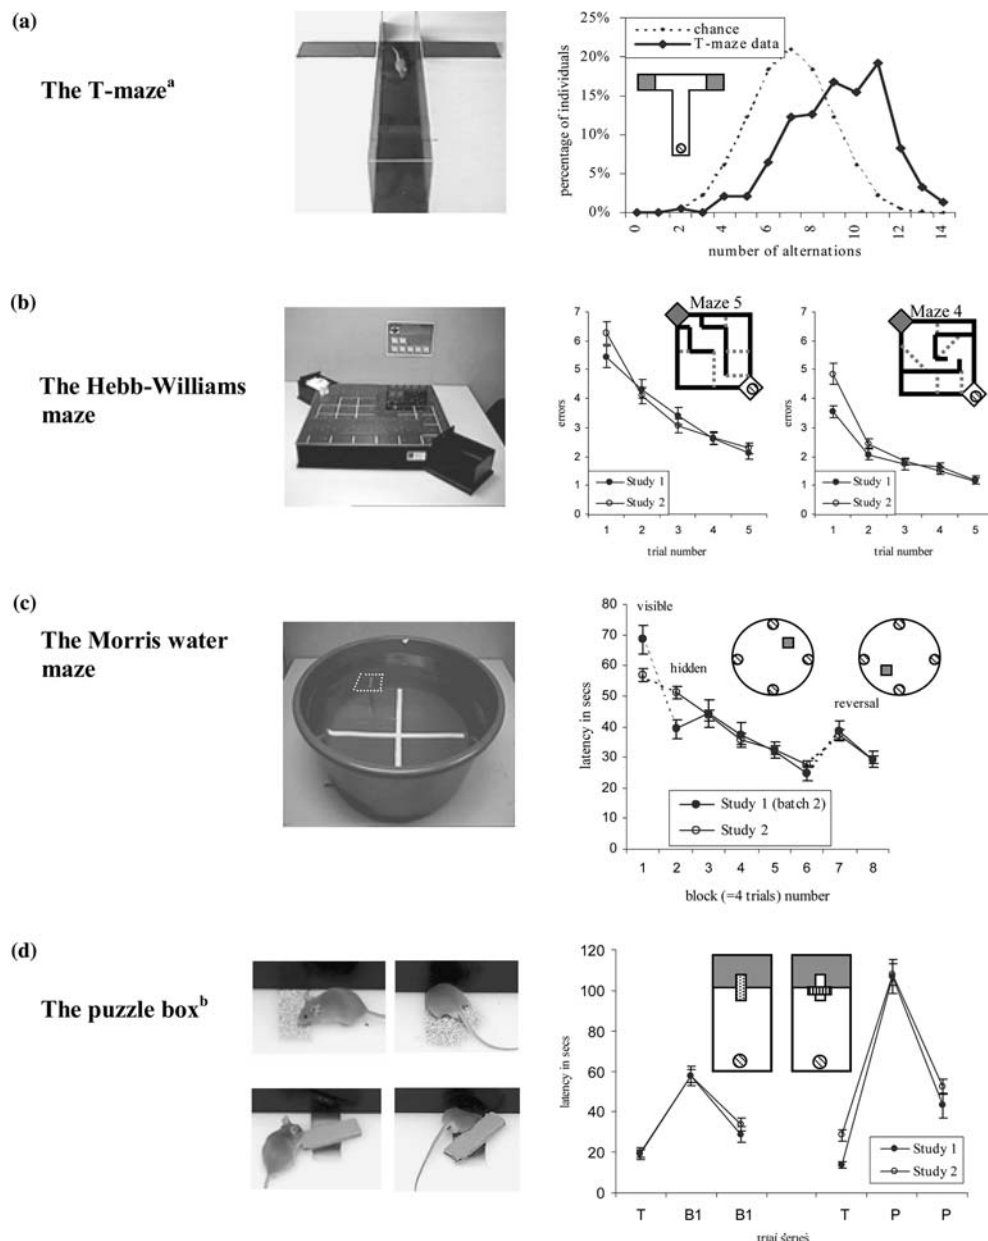 (a)
The T-maze^a
chance
T-maze data
25%
20%
15%
10%
5%
0%
percentage of individuals
0 2 4 6 8 10 12 14
number of alternations
(b)
The Hebb-Williams
maze
Maze 5
7
6
5
4
3
2
1
0
errors
Study 1
Study 2
1 2 3 4 5
trial number
Maze 4
7
6
5
4
3
2
1
0
errors
Study 1
Study 2
1 2 3 4 5
trial number
(c)
The Morris water
maze
80
70
60
50
40
30
20
10
0
latency in secs
visible
hidden
reversal
Study 1 (batch 2)
Study 2
1 2 3 4 5 6 7 8
block (=4 trials) number
(d)
The puzzle box^b
120
100
80
60
40
20
0
latency in secs
Study 1
Study 2
T B1 B1 T P P
trial series